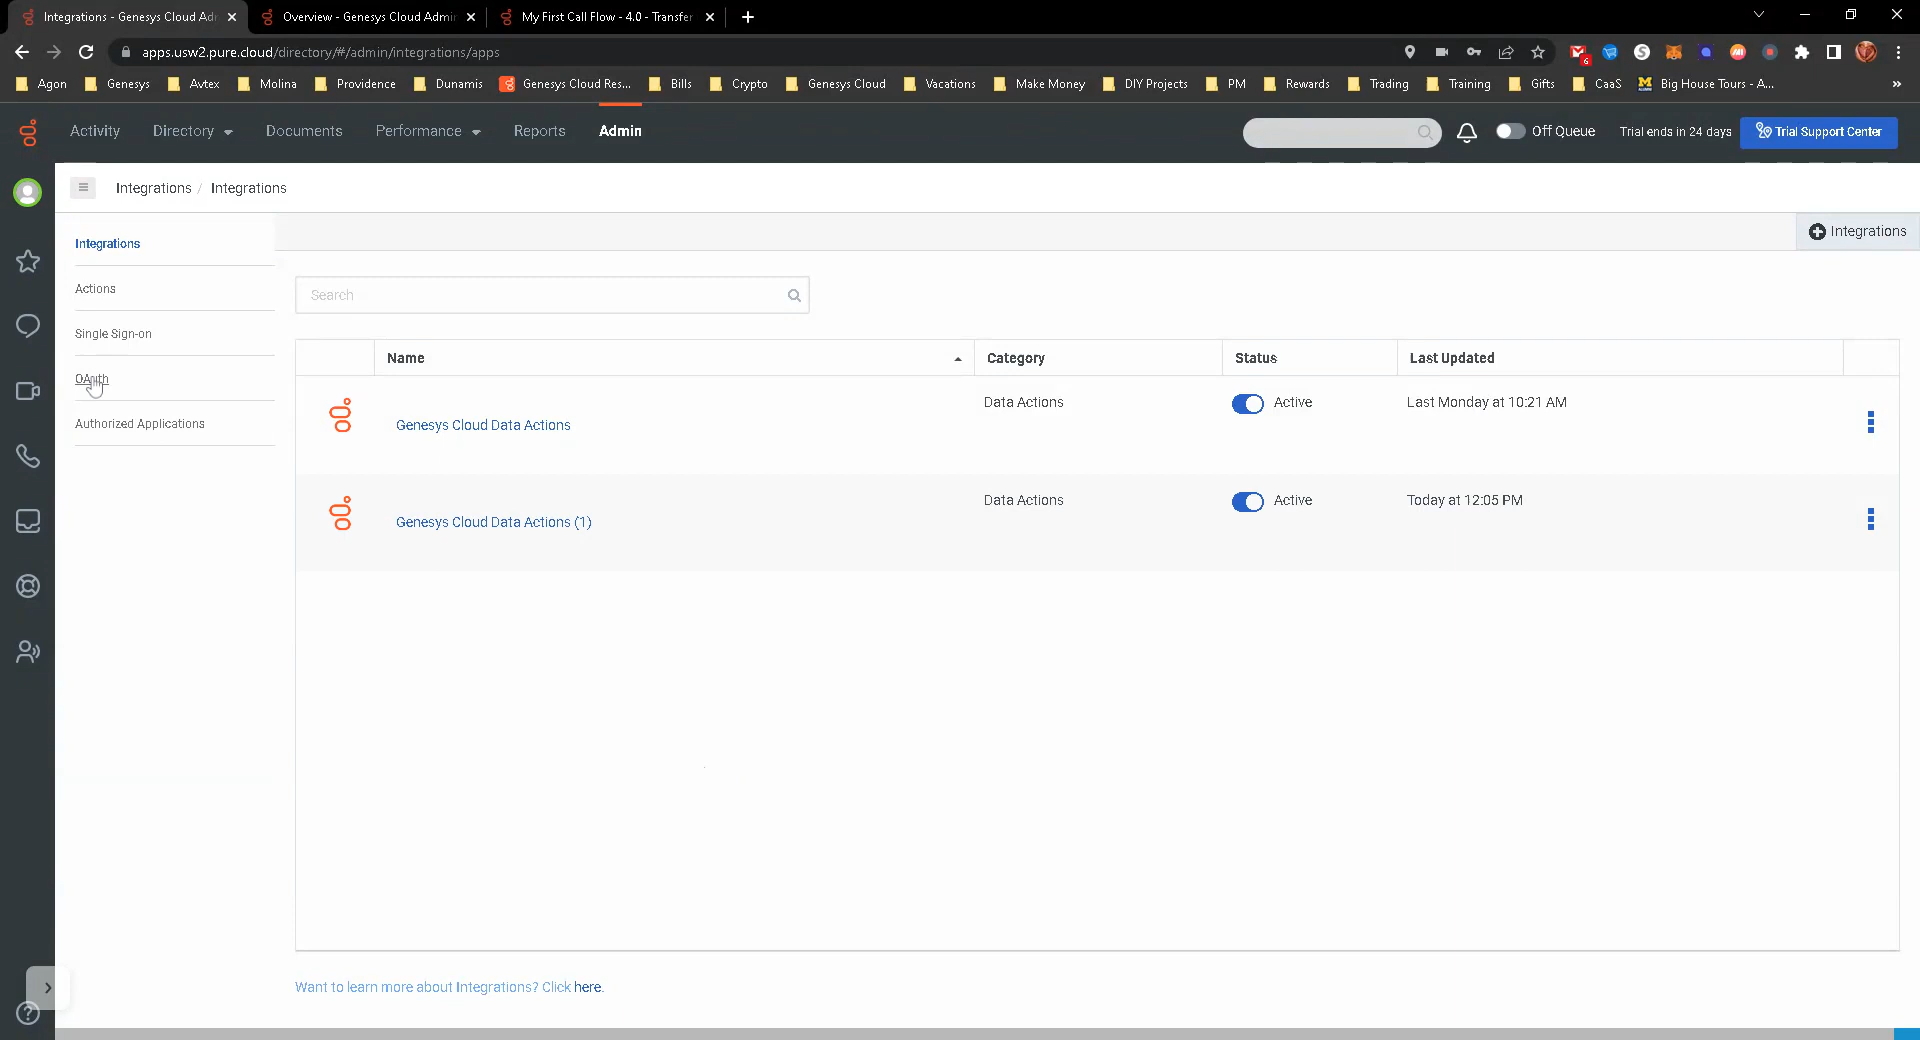 Integrations - Genesys Cloud Adm
Overview - Genesys Cloud Admin
My First Call Flow - 4.0 - Transfer
apps.usw2.pure.cloud/directory/#/admin/integrations/apps
6
Agon
Genesys
Avtex
Molina
Providence
Dunamis
Genesys Cloud Res...
Bills
Crypto
Genesys Cloud
Vacations
Make Money
DIY Projects
PM
Rewards
Trading
Training
Gifts
CaaS
Big House Tours - A...
»
Activity
Directory
Documents
Performance
Reports
Admin
Off Queue
Trial ends in 24 days
Trial Support Center
Integrations / Integrations
Integrations
Integrations
Actions
Single Sign-on
OAuth
Authorized Applications
Search
Name
Category
Status
Last Updated
Genesys Cloud Data Actions
Data Actions
Active
Last Monday at 10:21 AM
Genesys Cloud Data Actions (1)
Data Actions
Active
Today at 12:05 PM
Want to learn more about Integrations? Click here.